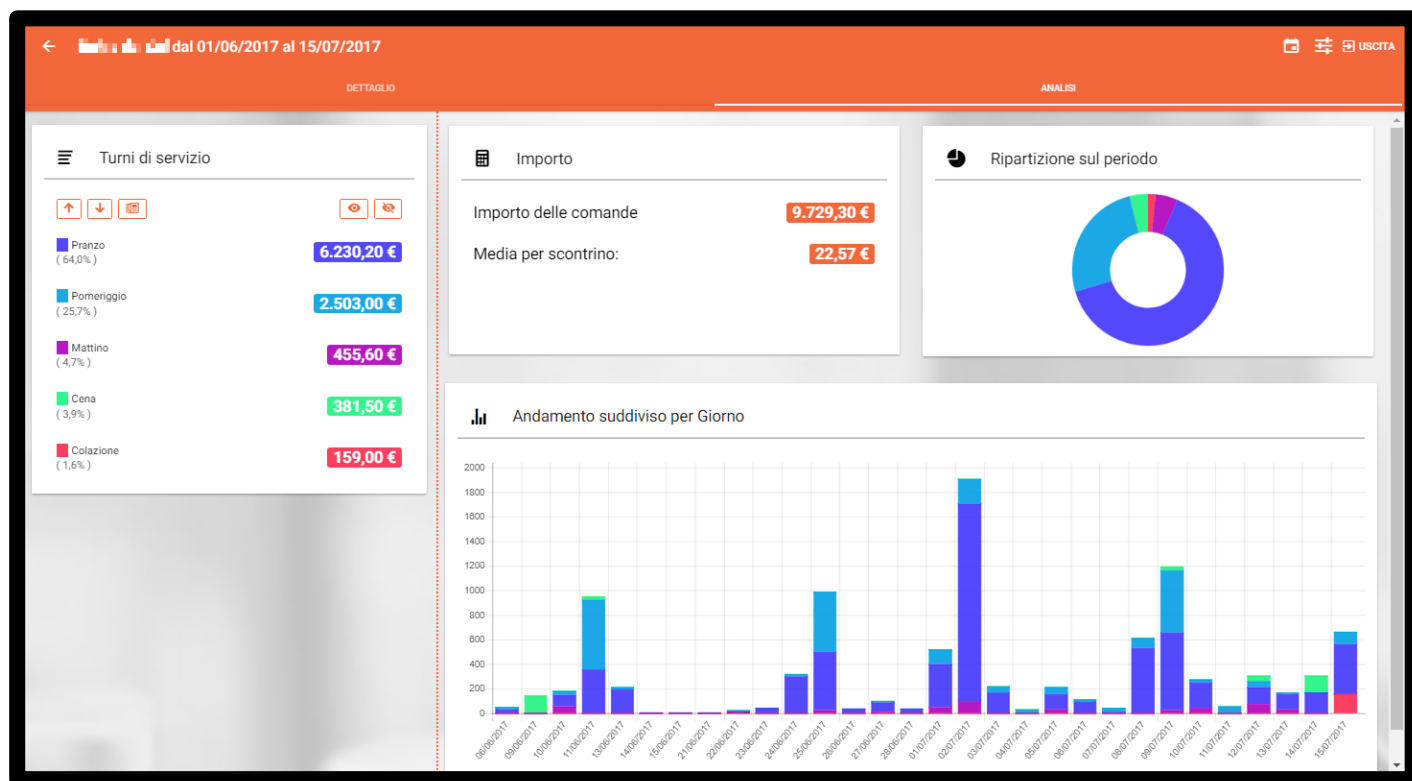 dal 01/06/2017 al 15/07/2017
USCITA
DETTAGLIO
ANALISI
Turni di servizio
Pranzo
( 64,0% )
6.230,20 €
Pomeriggio
( 25,7% )
2.503,00 €
Mattino
( 4,7% )
455,60 €
Cena
( 3,9% )
381,50 €
Colazione
( 1,6% )
159,00 €
Importo
Importo delle comande 9.729,30 €
Media per scontrino: 22,57 €
Ripartizione sul periodo
Andamento suddiviso per Giorno
2000
1800
1600
1400
1200
1000
800
600
400
200
0
06/06/2017 09/06/2017 10/06/2017 11/06/2017 13/06/2017 14/06/2017 15/06/2017 21/06/2017 22/06/2017 23/06/2017 24/06/2017 25/06/2017 26/06/2017 27/06/2017 28/06/2017 01/07/2017 02/07/2017 03/07/2017 04/07/2017 05/07/2017 06/07/2017 07/07/2017 08/07/2017 09/07/2017 10/07/2017 11/07/2017 12/07/2017 13/07/2017 14/07/2017 15/07/2017